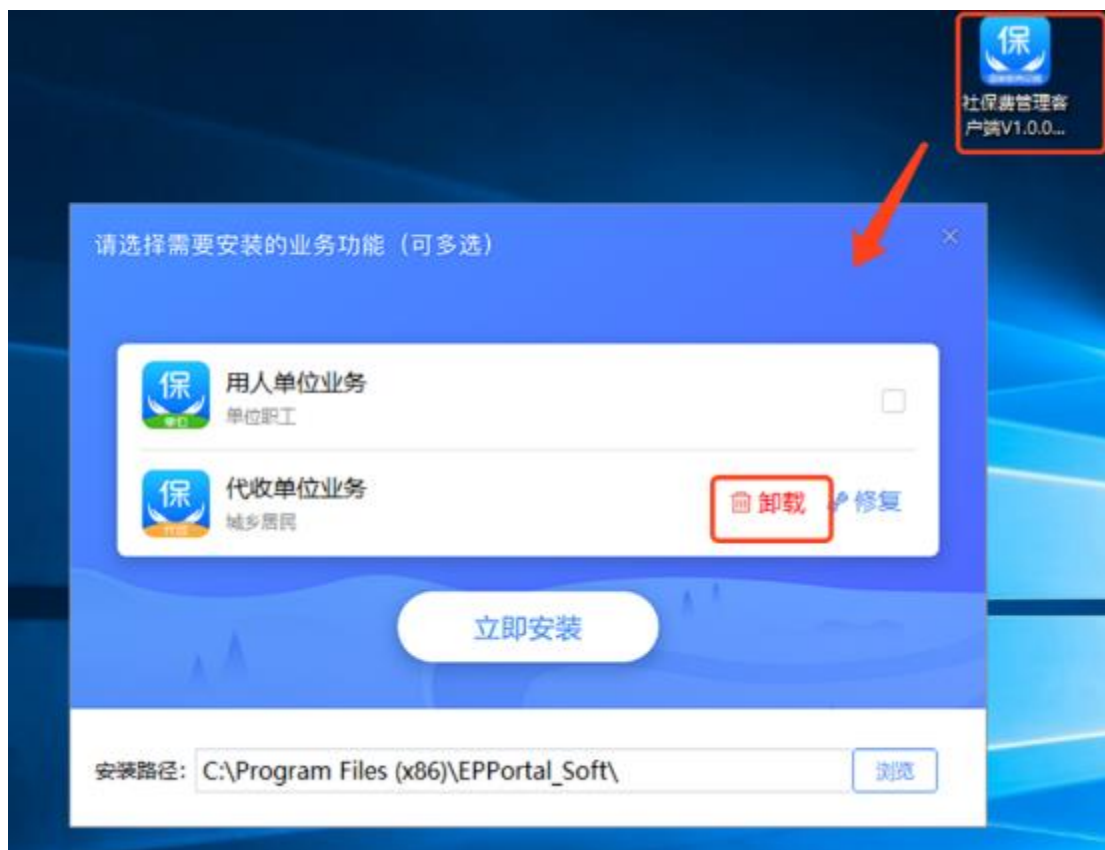 保
社保费管理客
户端V1.0.0...
请选择需要安装的业务功能（可多选）
保
用人单位业务
单位职工
保
代收单位业务
城乡居民
卸载
修复
立即安装
安装路径：
C:\Program Files (x86)\EPPortal_Soft\
浏览